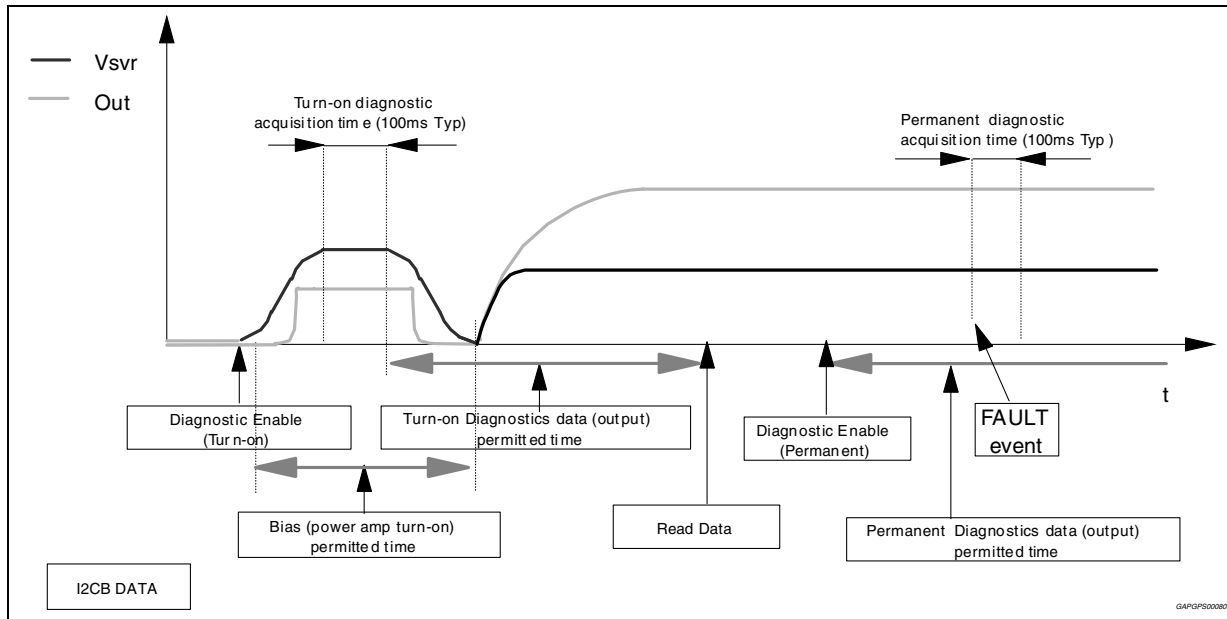 Vsvr
Out
Turn-on diagnostic
acquisition time (100ms Typ)
Permanent diagnostic
acquisition time (100ms Typ)
t
Diagnostic Enable
(Turn-on)
Turn-on Diagnostics data (output)
permitted time
Diagnostic Enable
(Permanent)
FAULT
event
Bias (power amp turn-on)
permitted time
Read Data
Permanent Diagnostics data (output)
permitted time
I2CB DATA
GAPGPS00080